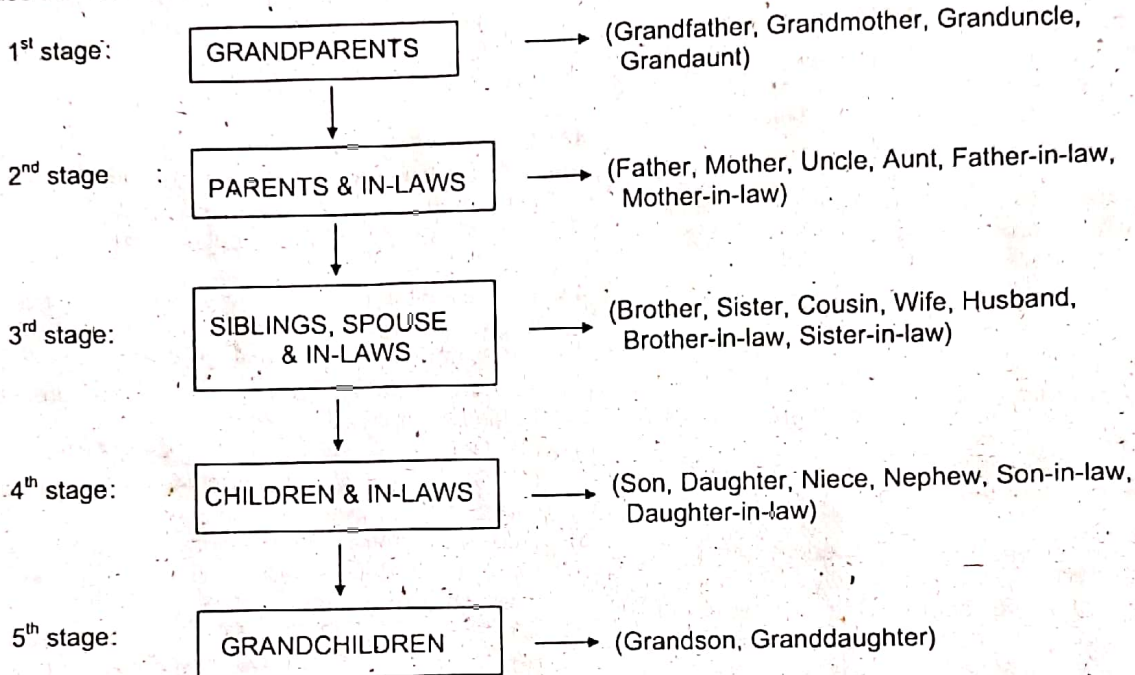 1st stage:
GRANDPARENTS
(Grandfather, Grandmother, Granduncle,
Grandaunt)
2nd stage :
PARENTS & IN-LAWS
(Father, Mother, Uncle, Aunt, Father-in-law,
Mother-in-law)
3rd stage:
SIBLINGS, SPOUSE
& IN-LAWS
(Brother, Sister, Cousin, Wife, Husband,
Brother-in-law, Sister-in-law)
4th stage:
CHILDREN & IN-LAWS
(Son, Daughter, Niece, Nephew, Son-in-law,
Daughter-in-law)
5th stage:
GRANDCHILDREN
(Grandson, Granddaughter)